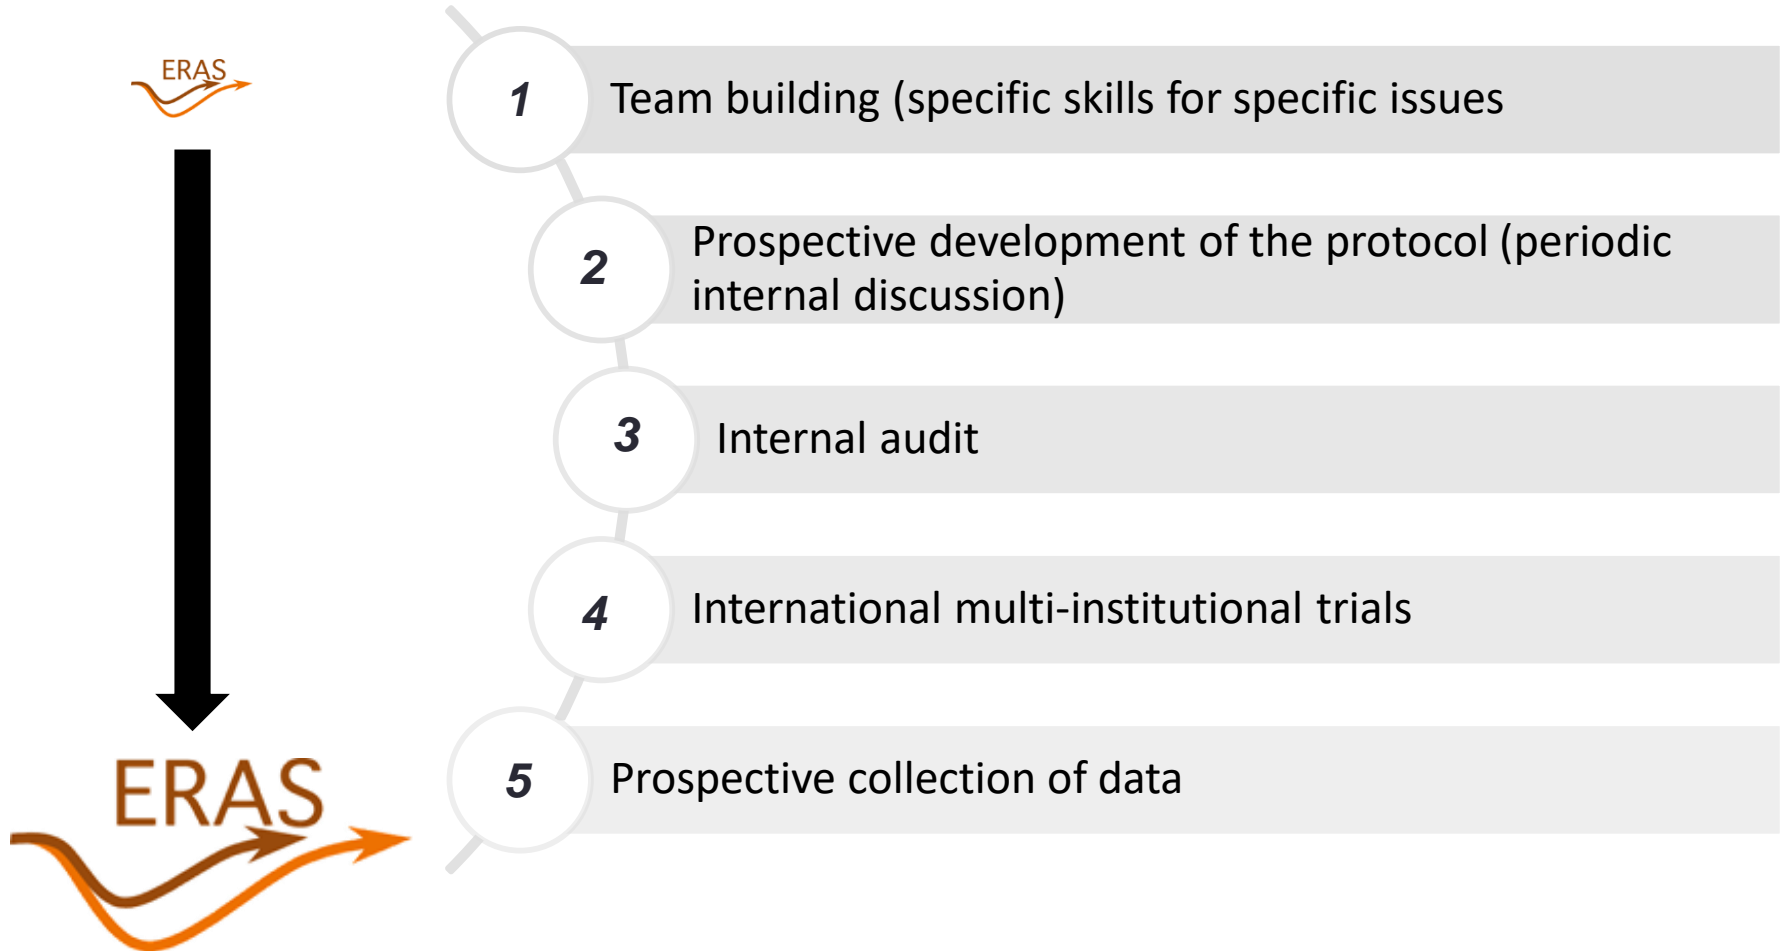 ERAS
1
Team building (specific skills for specific issues
2
Prospective development of the protocol (periodic
internal discussion)
3
Internal audit
4
International multi-institutional trials
5
Prospective collection of data
ERAS